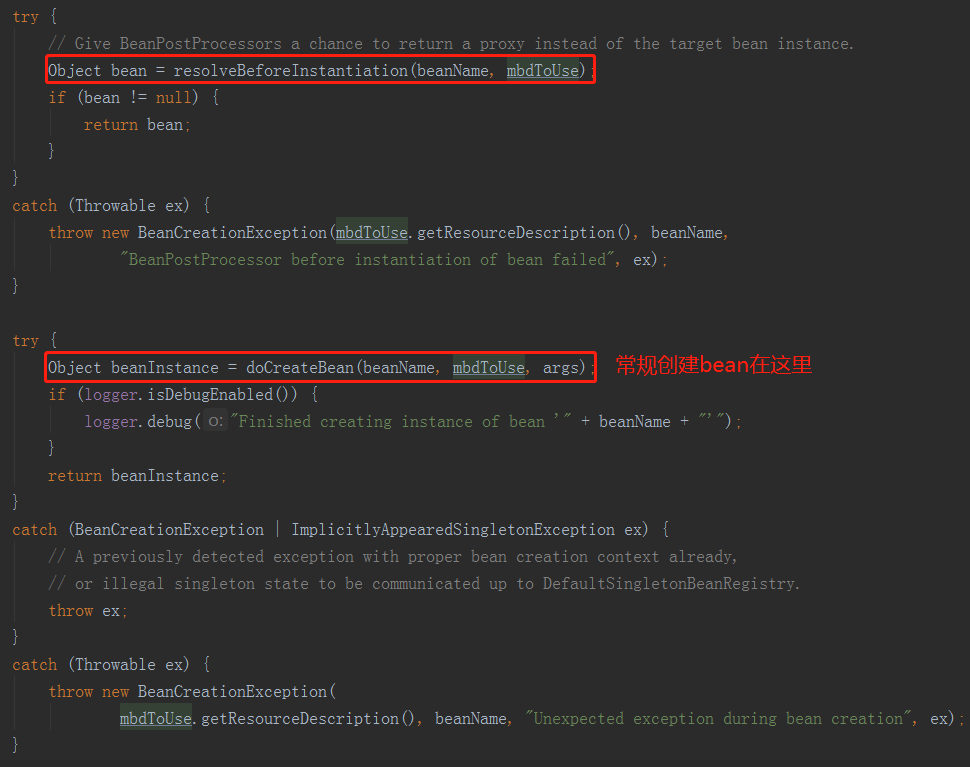 try {
// Give BeanPostProcessors a chance to return a proxy instead of the target bean instance.
Object bean = resolveBeforeInstantiation(beanName, mbdToUse);
if (bean != null) {
return bean;
}
}
catch (Throwable ex) {
throw new BeanCreationException(mbdToUse.getResourceDescription(), beanName,
"BeanPostProcessor before instantiation of bean failed", ex);
}
try {
Object beanInstance = doCreateBean(beanName, mbdToUse, args); 常规创建bean在这里
if (logger.isDebugEnabled()) {
logger.debug( o: "Finished creating instance of bean '" + beanName + "'");
}
return beanInstance;
}
catch (BeanCreationException | ImplicitlyAppearedSingletonException ex) {
// A previously detected exception with proper bean creation context already,
// or illegal singleton state to be communicated up to DefaultSingletonBeanRegistry.
throw ex;
}
catch (Throwable ex) {
throw new BeanCreationException(
mbdToUse.getResourceDescription(), beanName, "Unexpected exception during bean creation", ex);
}